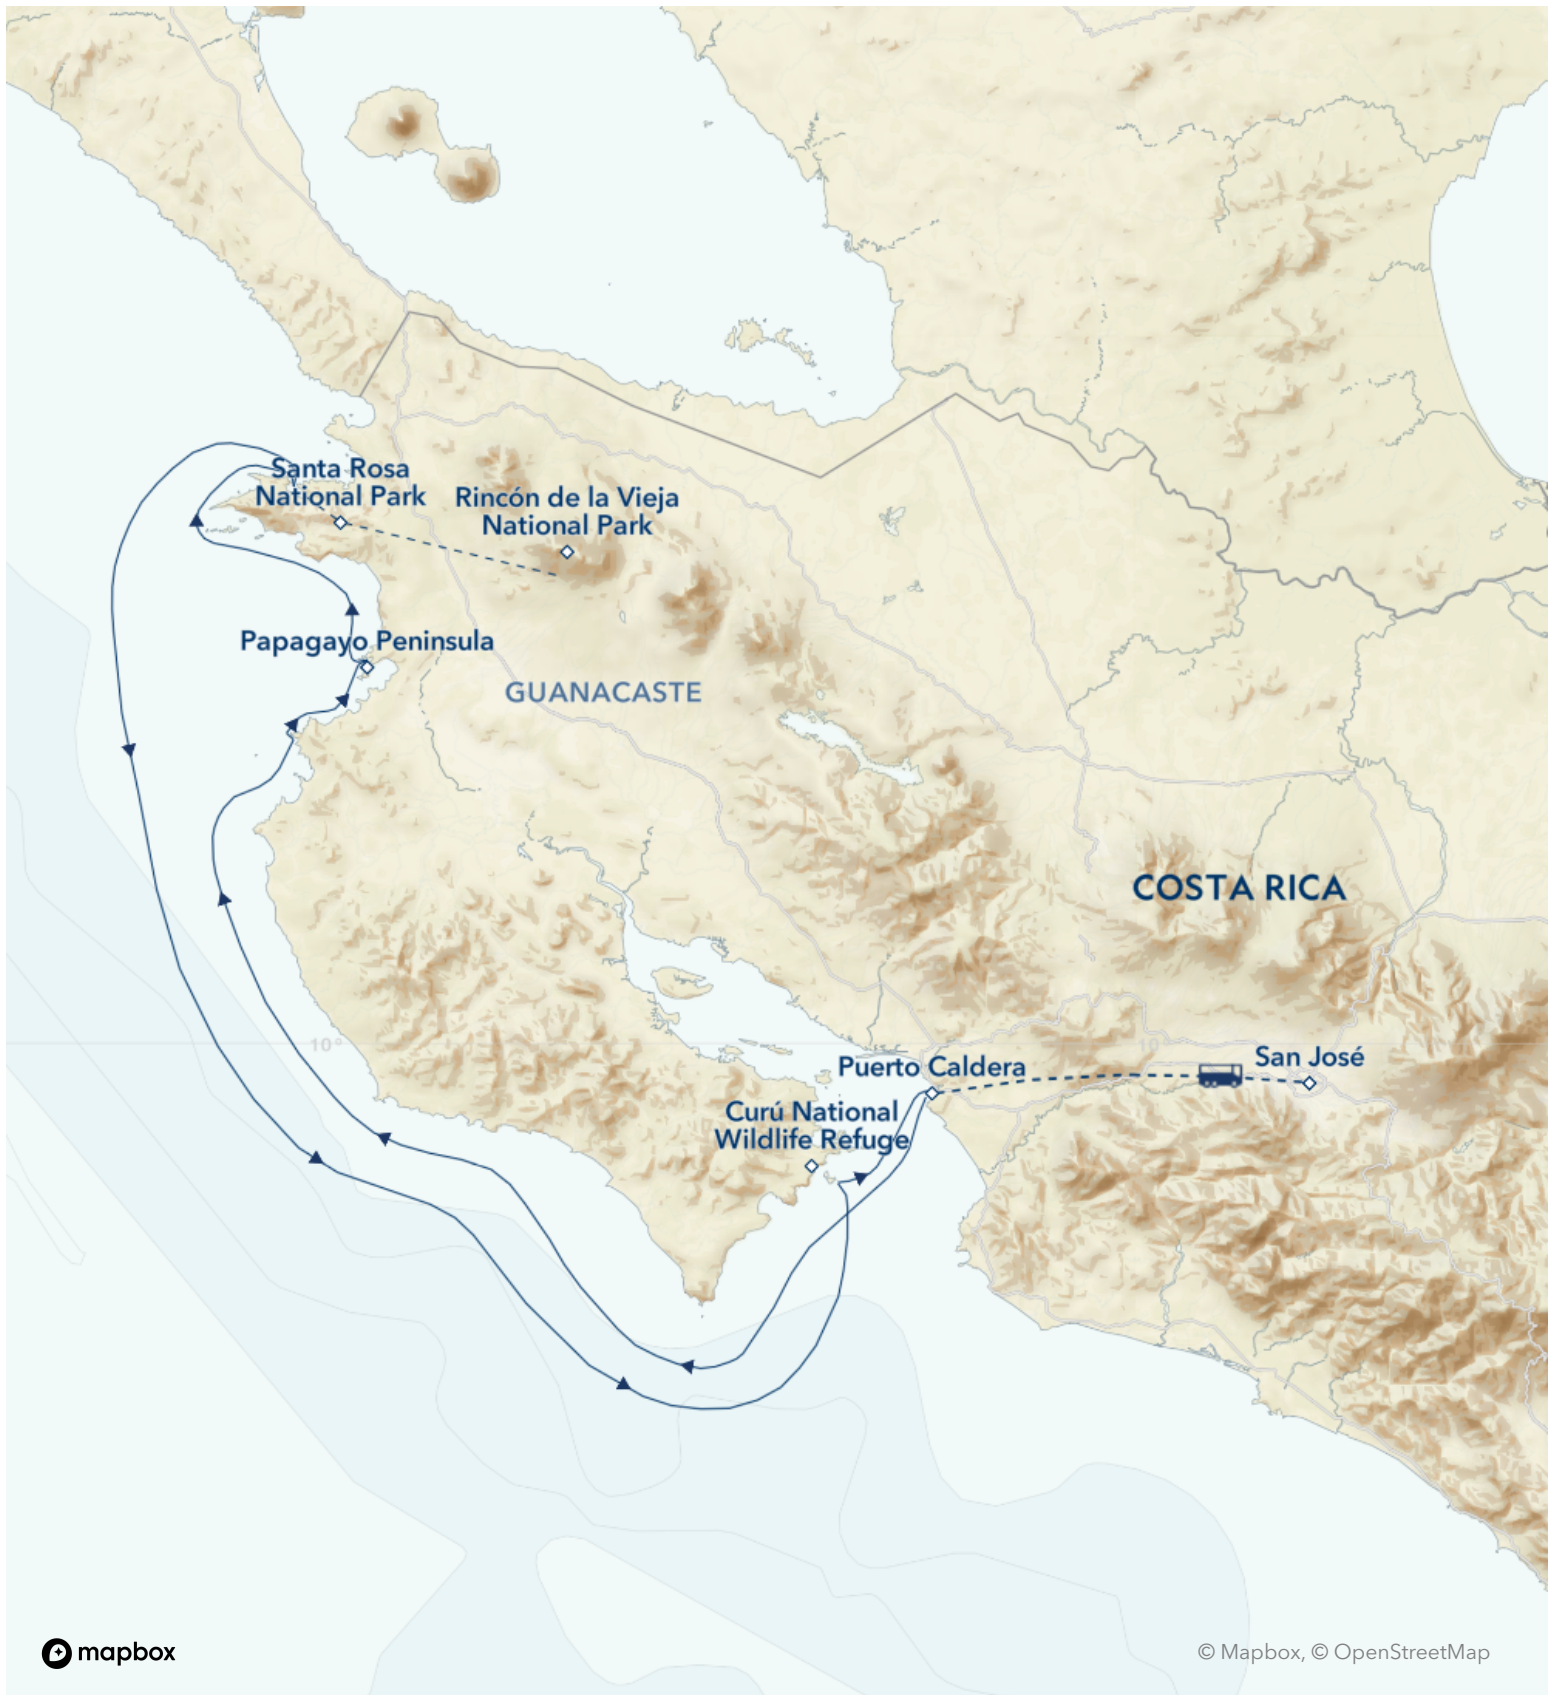 Santa Rosa
National Park
Rincón de la Vieja
National Park
Papagayo Peninsula
GUANACASTE
COSTA RICA
10°
10°
San José
Puerto Caldera
Curú National
Wildlife Refuge
mapbox
© Mapbox, © OpenStreetMap